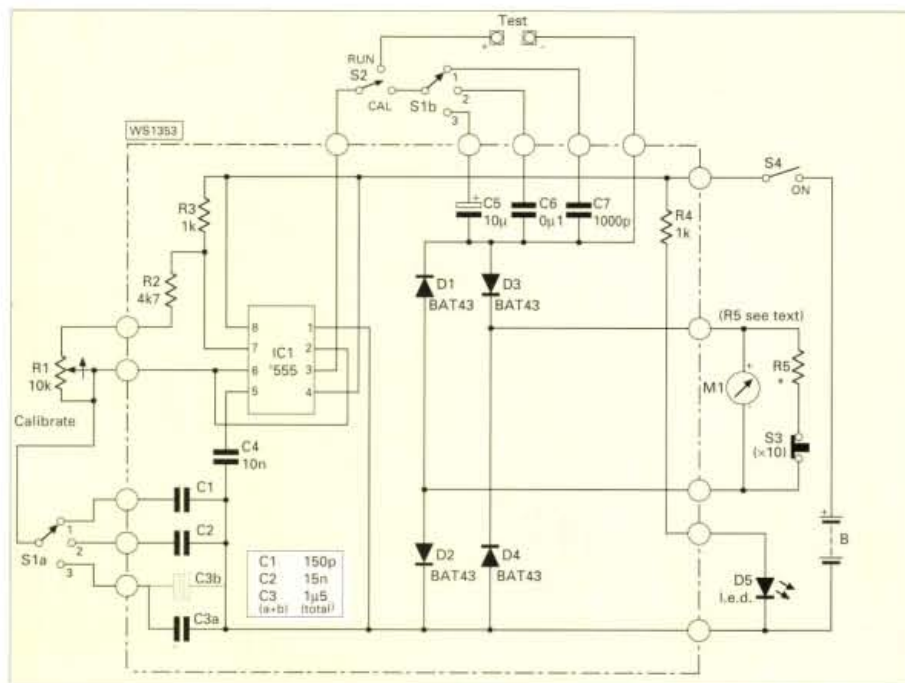 Test
+
-
RUN
S2
CAL
S1b
1
2
3
WS1353
S4
ON
R3
1k
+
C5
10µ
C6
0µ1
C7
1000p
R4
1k
R2
4k7
D1
BAT43
D3
BAT43
(R5 see text)
R1
10k
Calibrate
8
7
6
5
IC1
'555
1
2
3
4
M1
+
-
R5
*
S3
(×10)
C4
10n
C1
C2
C3b
C3a
S1a
1
2
3
C1 150p
C2 15n
C3 1µ5
(a+b) (total)
D2
BAT43
D4
BAT43
D5
l.e.d.
+
B